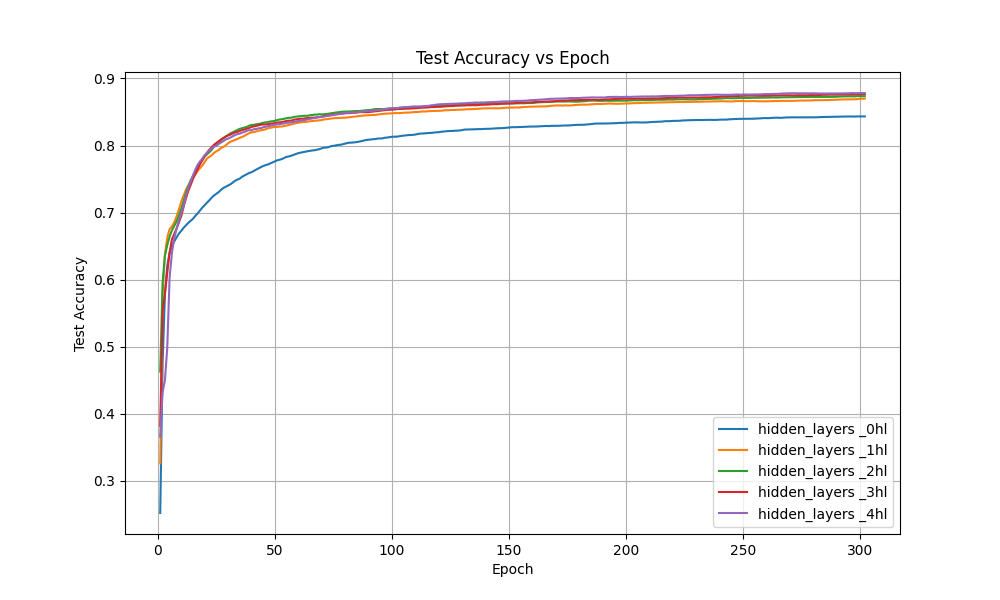 Test Accuracy vs Epoch
Test Accuracy
0.9
0.8
0.7
0.6
0.5
0.4
0.3
0
50
100
150
200
250
300
Epoch
hidden_layers _0hl
hidden_layers _1hl
hidden_layers _2hl
hidden_layers _3hl
hidden_layers _4hl